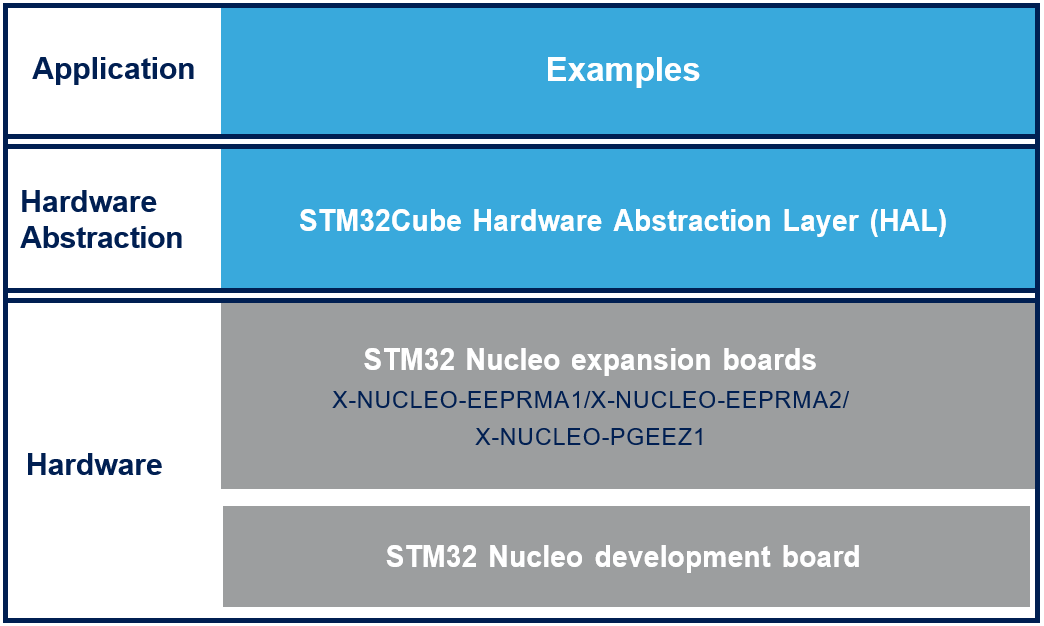 Application
Examples
Hardware
Abstraction
STM32Cube Hardware Abstraction Layer (HAL)
Hardware
STM32 Nucleo expansion boards
X-NUCLEO-EEPRMA1/X-NUCLEO-EEPRMA2/
X-NUCLEO-PGEEZ1
STM32 Nucleo development board